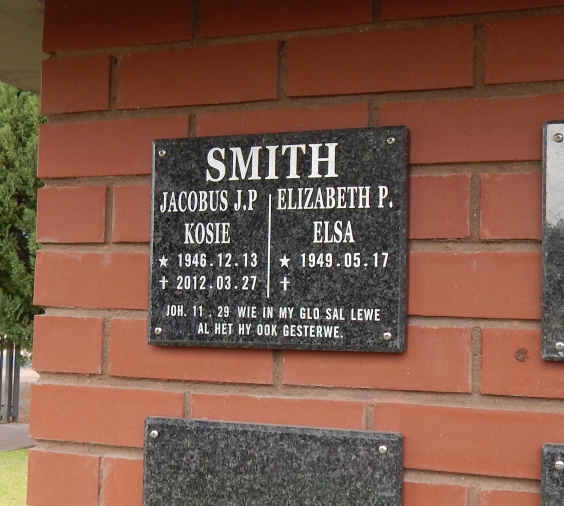 SMITH
JACOBUS J.P ELIZABETH P.
KOSIE ELSA
★ 1946.12.13 ★ 1949.05.17
✝ 2012.03.27 ✝
JOH. 11 . 29 WIE IN MY GLO SAL LEWE
AL HET HY OOK GESTERWE.